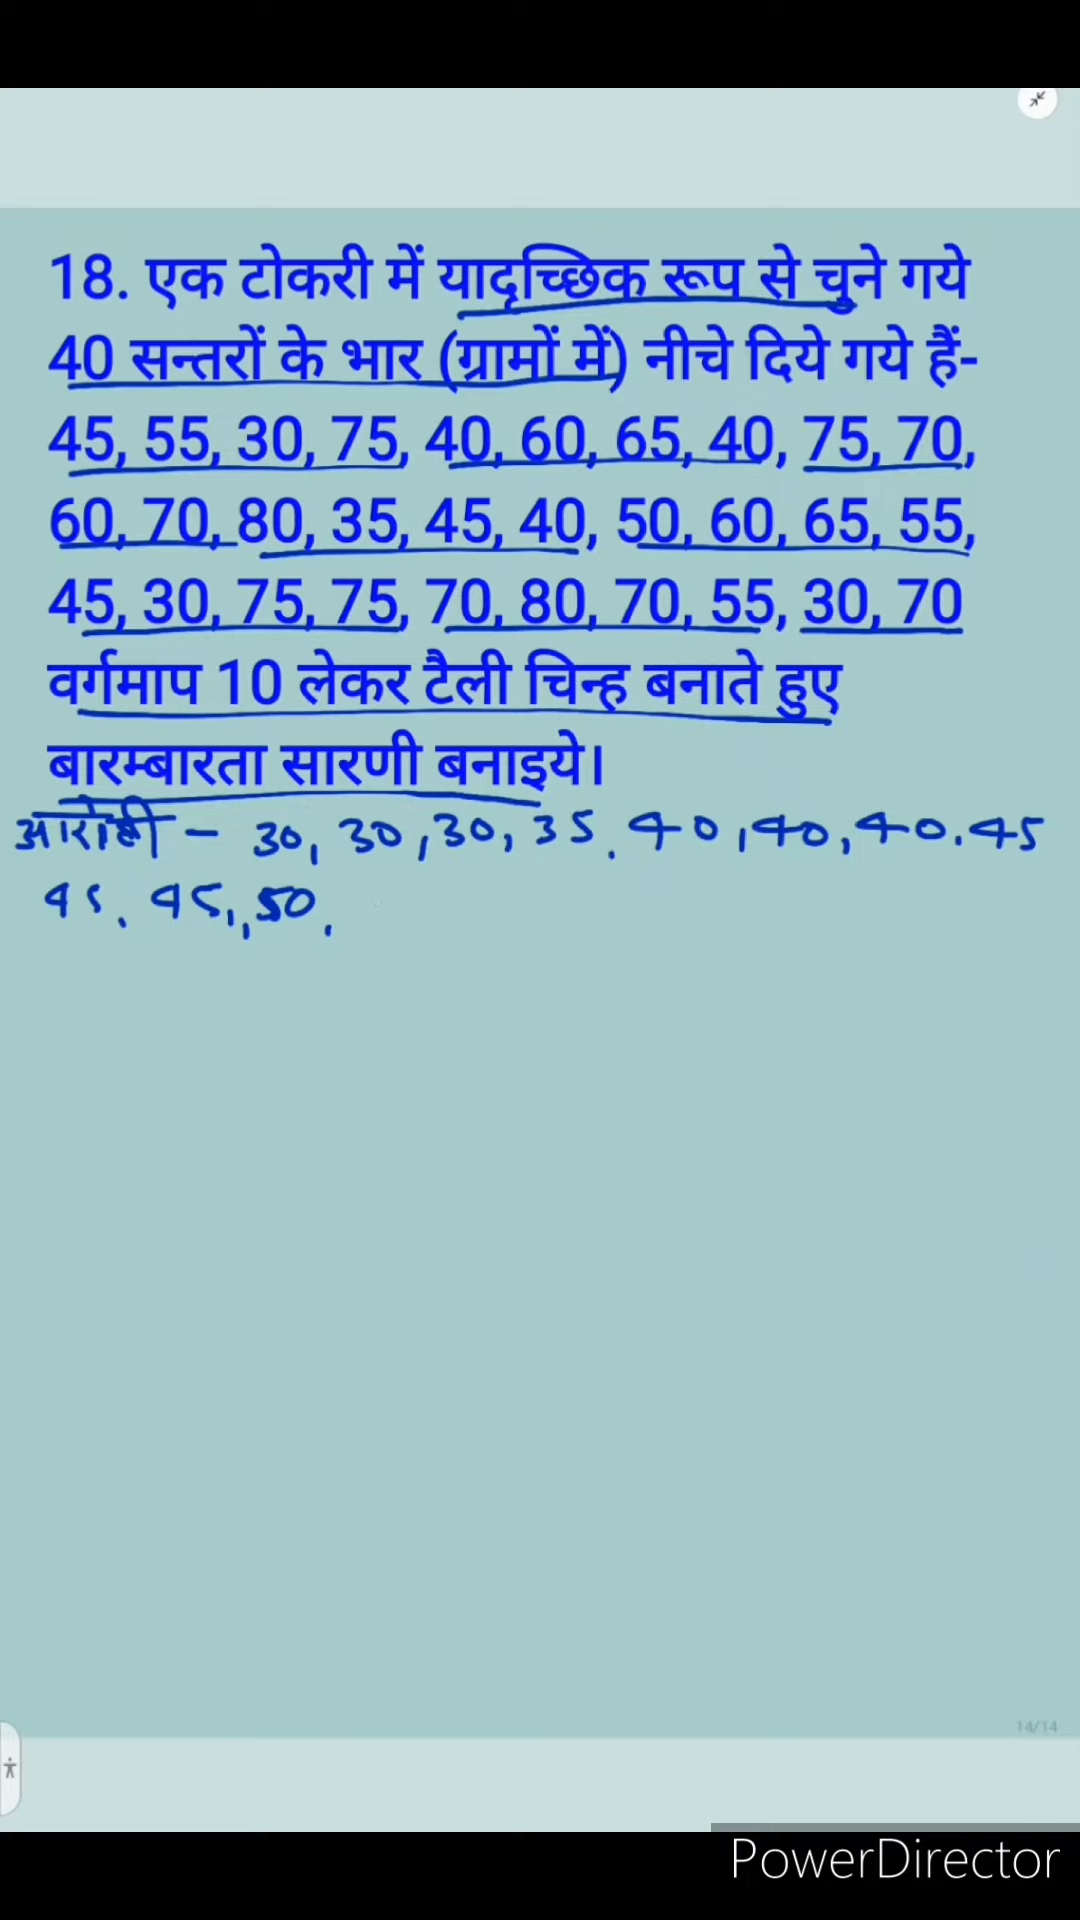 18. एक टोकरी में यादृच्छिक रूप से चुने गये
40 सन्तरों के भार (ग्रामों में) नीचे दिये गये हैं-
45, 55, 30, 75, 40, 60, 65, 40, 75, 70,
60, 70, 80, 35, 45, 40, 50, 60, 65, 55,
45, 30, 75, 75, 70, 80, 70, 55, 30, 70
वर्गमाप 10 लेकर टैली चिन्ह बनाते हुए
बारम्बारता सारणी बनाइये।
आरोही - 30, 30, 30, 35. 40, 40, 40. 45
45. 45,, 50,
14/14
PowerDirector